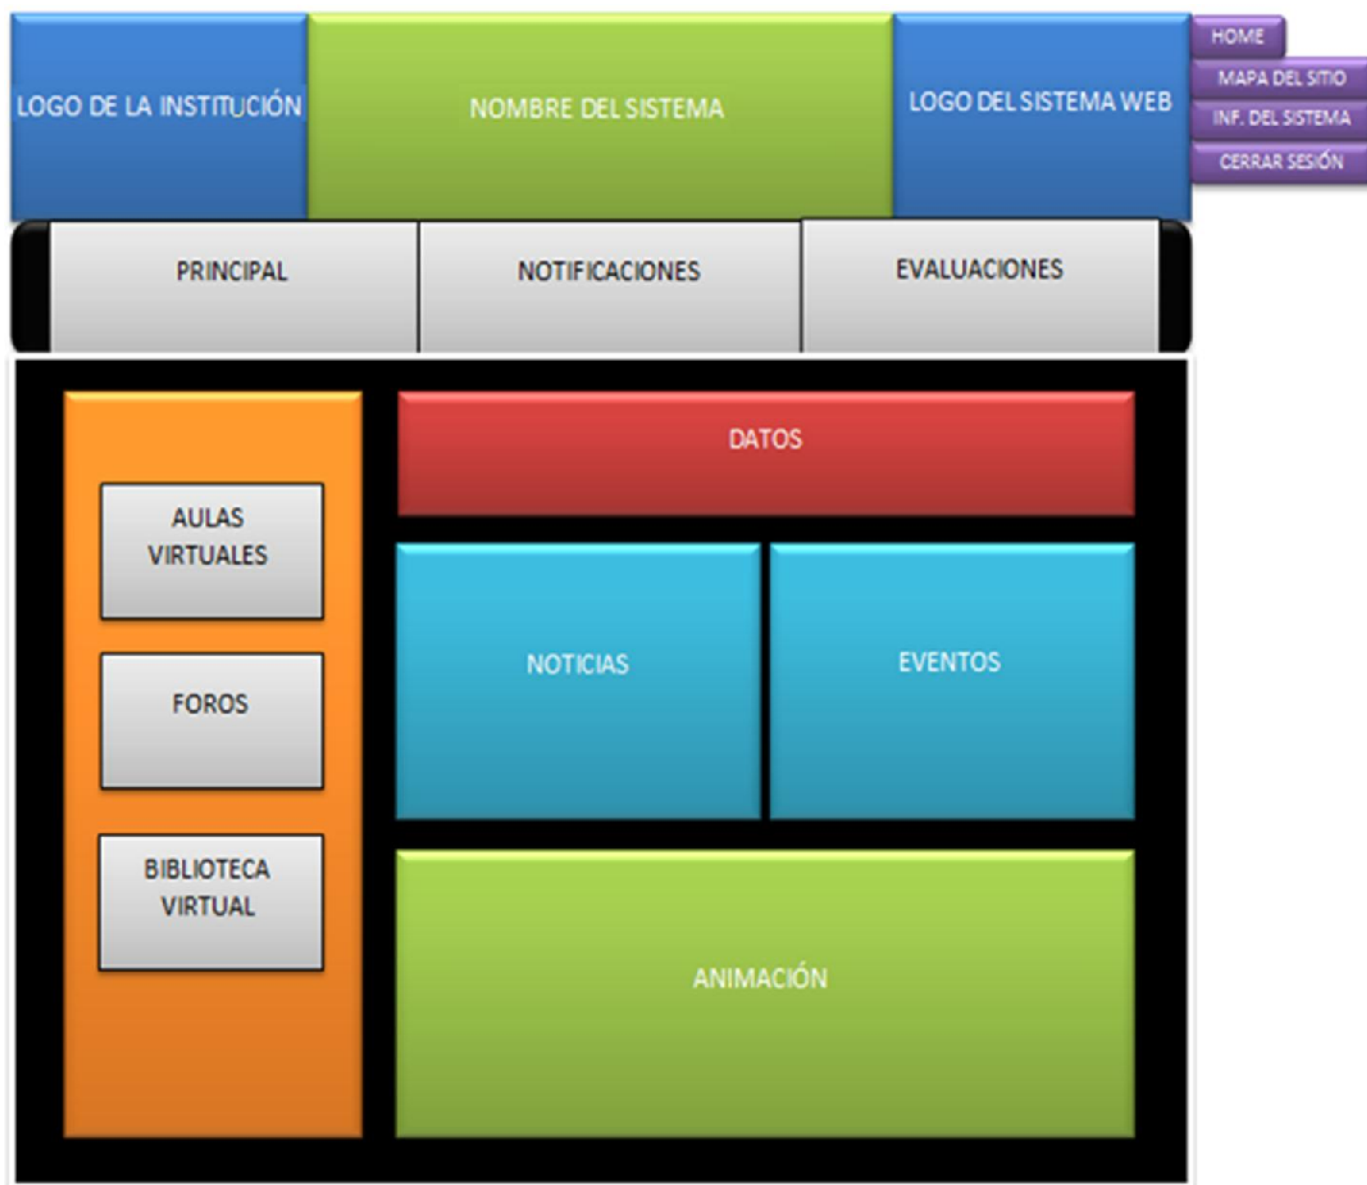 LOGO DE LA INSTITUCIÓN
NOMBRE DEL SISTEMA
LOGO DEL SISTEMA WEB
HOME
MAPA DEL SITIO
INF. DEL SISTEMA
CERRAR SESIÓN
PRINCIPAL
NOTIFICACIONES
EVALUACIONES
AULAS
VIRTUALES
FOROS
BIBLIOTECA
VIRTUAL
DATOS
NOTICIAS
EVENTOS
ANIMACIÓN